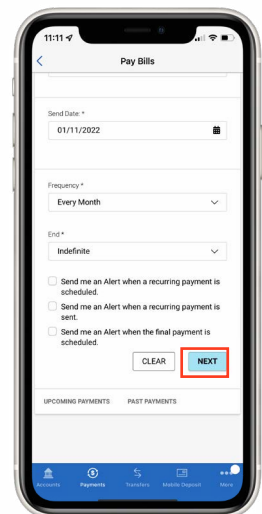 11:11
Pay Bills
Send Date: *
01/11/2022
Frequency *
Every Month
End *
Indefinite
Send me an Alert when a recurring payment is
scheduled.
Send me an Alert when a recurring payment is
sent.
Send me an Alert when the final payment is
scheduled.
CLEAR NEXT
UPCOMING PAYMENTS PAST PAYMENTS
Accounts Payments Transfers Mobile Deposit More